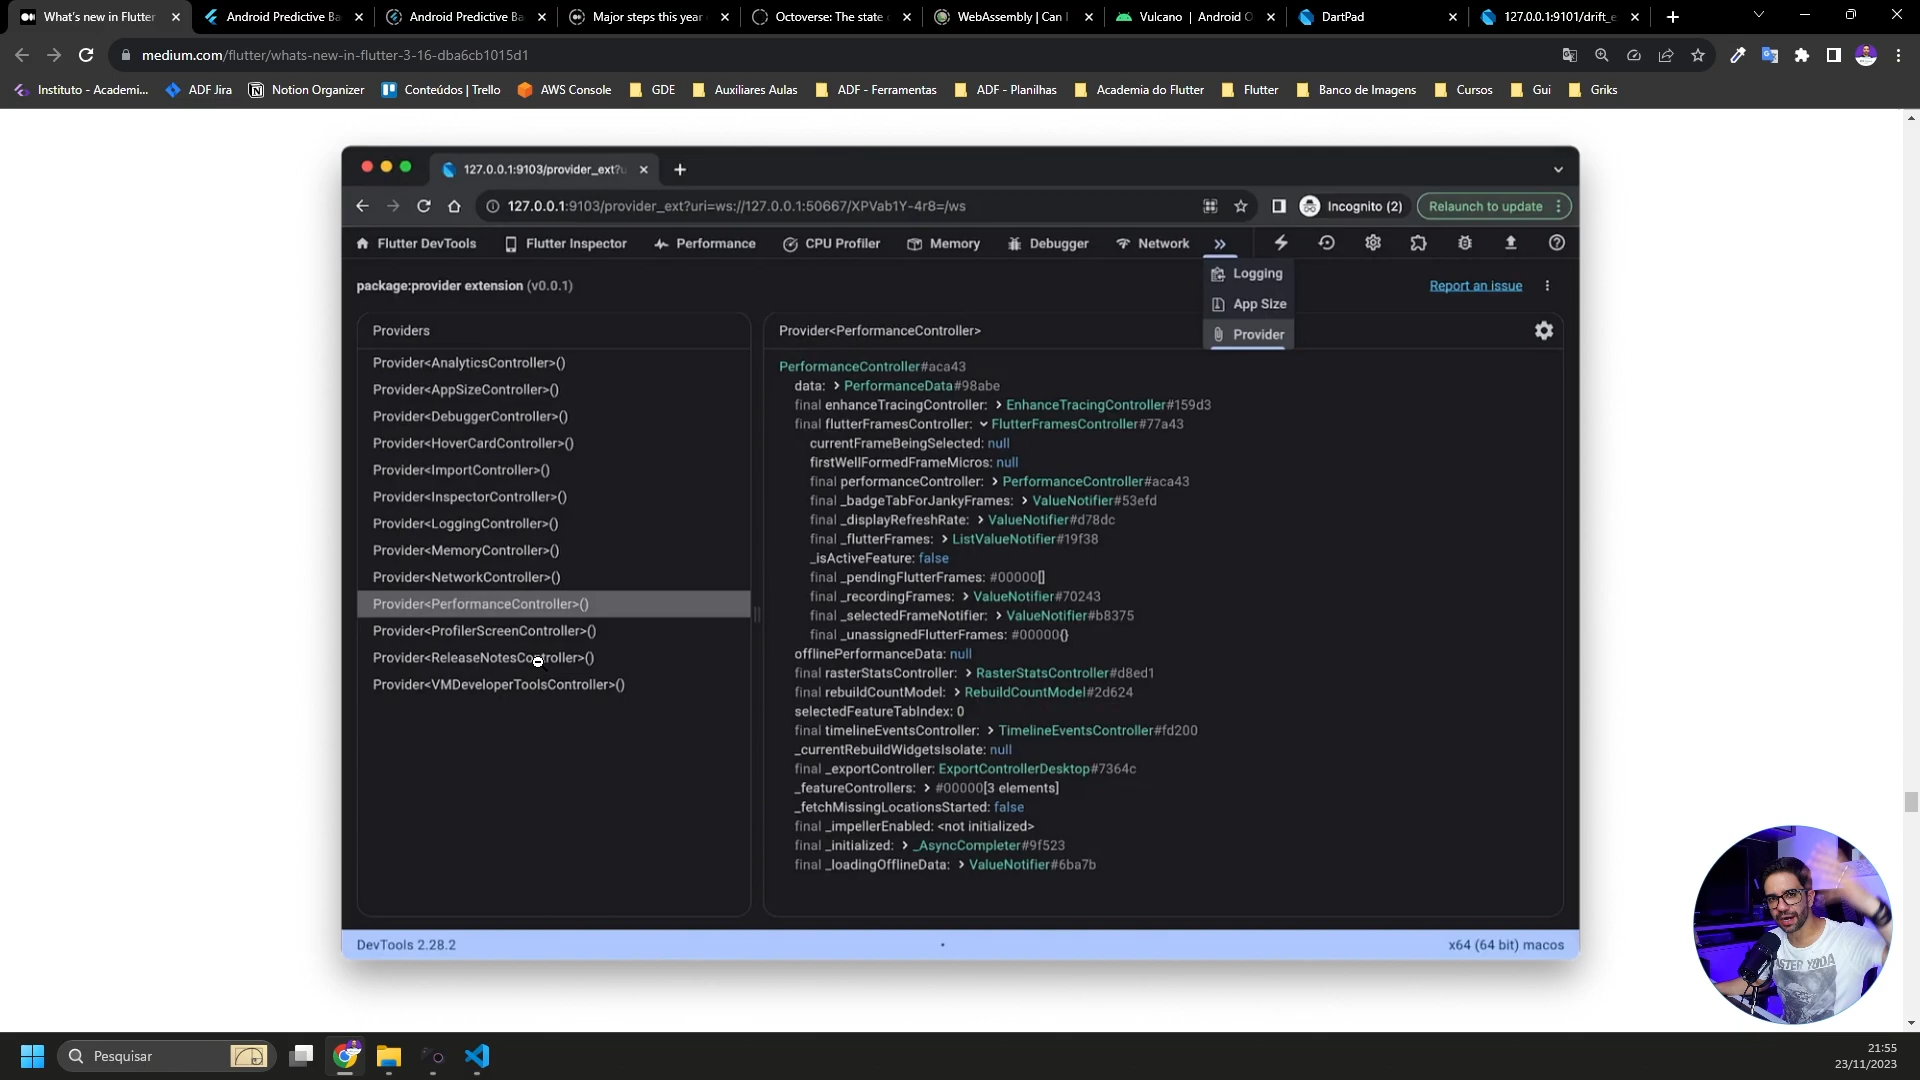 What's new in Flutter
Android Predictive Ba
Android Predictive Ba
Major steps this year
Octoverse: The state
WebAssembly | Can I
Vulcano | Android O
DartPad
127.0.0.1:9101/drift_e
medium.com/flutter/whats-new-in-flutter-3-16-dba6cb1015d1
Instituto - Academi...
ADF Jira
Notion Organizer
Conteúdos | Trello
AWS Console
GDE
Auxiliares Aulas
ADF - Ferramentas
ADF - Planilhas
Academia do Flutter
Flutter
Banco de Imagens
Cursos
Gui
Griks
127.0.0.1:9103/provider_ext?u
127.0.0.1:9103/provider_ext?uri=ws://127.0.0.1:50667/XPVab1Y-4r8=/ws
Incognito (2)
Relaunch to update
Flutter DevTools
Flutter Inspector
Performance
CPU Profiler
Memory
Debugger
Network
Logging
App Size
Provider
package:provider extension (v0.0.1)
Report an issue
Providers
Provider<AnalyticsController>()
Provider<AppSizeController>()
Provider<DebuggerController>()
Provider<HoverCardController>()
Provider<ImportController>()
Provider<InspectorController>()
Provider<LoggingController>()
Provider<MemoryController>()
Provider<NetworkController>()
Provider<PerformanceController>()
Provider<ProfilerScreenController>()
Provider<ReleaseNotesController>()
Provider<VMDeveloperToolsController>()
Provider<PerformanceController>
PerformanceController#aca43
data: > PerformanceData#98abe
final enhanceTracingController: > EnhanceTracingController#159d3
final flutterFramesController: FlutterFramesController#77a43
currentFrameBeingSelected: null
firstWellFormedFrameMicros: null
final performanceController: > PerformanceController#aca43
final _badgeTabForJankyFrames: > ValueNotifier#53efd
final _displayRefreshRate: > ValueNotifier#d78dc
final _flutterFrames: > ListValueNotifier#19f38
_isActiveFeature: false
final _pendingFlutterFrames: #00000[]
final _recordingFrames: > ValueNotifier#70243
final _selectedFrameNotifier: > ValueNotifier#b8375
final _unassignedFlutterFrames: #00000{}
offlinePerformanceData: null
final rasterStatsController: > RasterStatsController#d8ed1
final rebuildCountModel: > RebuildCountModel#2d624
selectedFeatureTabIndex: 0
final timelineEventsController: > TimelineEventsController#fd200
_currentRebuildWidgetsIsolate: null
final _exportController: ExportControllerDesktop#7364c
_featureControllers: > #00000[3 elements]
_fetchMissingLocationsStarted: false
final _impellerEnabled: <not initialized>
final _initialized: > _AsyncCompleter#9f523
final _loadingOfflineData: > ValueNotifier#6ba7b
DevTools 2.28.2
x64 (64 bit) macos
MASTER YODA
Pesquisar
21:55
23/11/2023